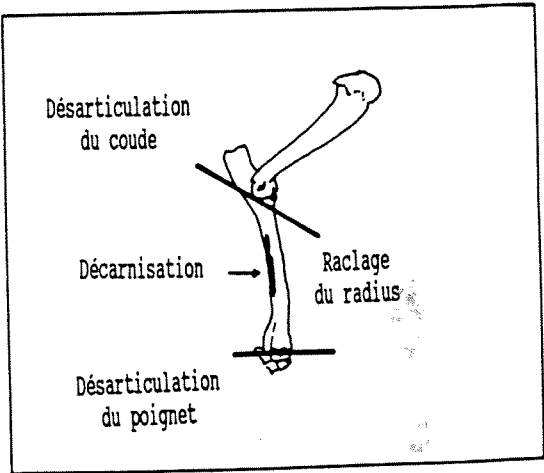 Désarticulation
du coude
Décarnisation
Raclage
du radius
Désarticulation
du poignet